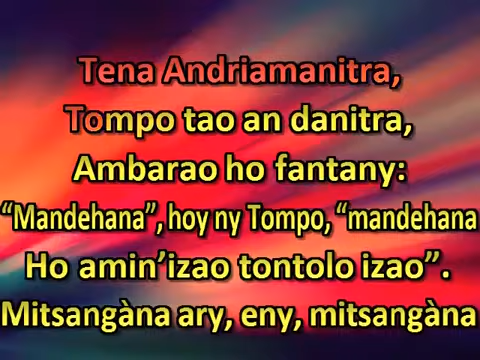 Tena Andriamanitra,
Tompo tao an danitra,
Ambarao ho fantany:
“Mandehana”, hoy ny Tompo, “mandehana
Ho amin’izao tontolo izao”.
Mitsangàna ary, eny, mitsangàna